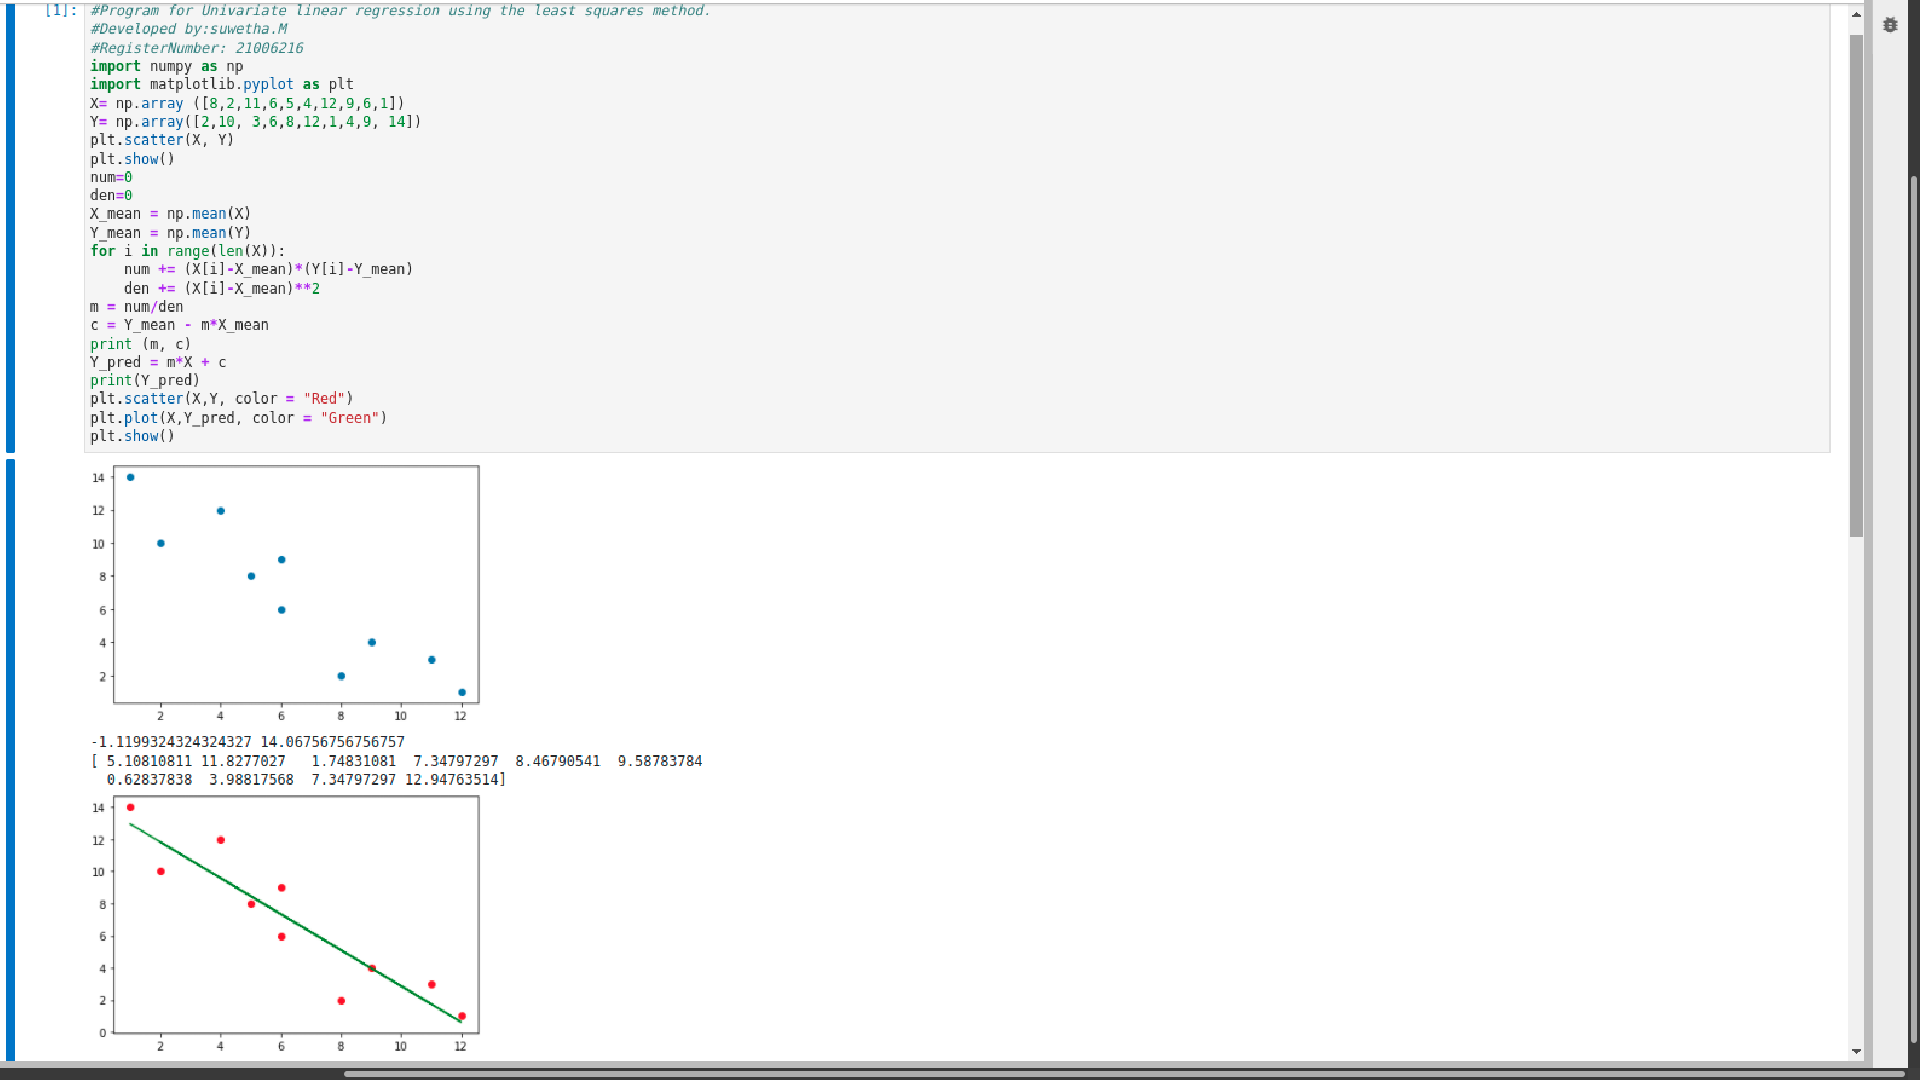 [1]: #Program for Univariate linear regression using the least squares method.
#Developed by:suwetha.M
#RegisterNumber: 21006216
import numpy as np
import matplotlib.pyplot as plt
X= np.array ([8,2,11,6,5,4,12,9,6,1])
Y= np.array([2,10, 3,6,8,12,1,4,9, 14])
plt.scatter(X, Y)
plt.show()
num=0
den=0
X_mean = np.mean(X)
Y_mean = np.mean(Y)
for i in range(len(X)):
    num += (X[i]-X_mean)*(Y[i]-Y_mean)
    den += (X[i]-X_mean)**2
m = num/den
c = Y_mean - m*X_mean
print (m, c)
Y_pred = m*X + c
print(Y_pred)
plt.scatter(X,Y, color = "Red")
plt.plot(X,Y_pred, color = "Green")
plt.show()
14
12
10
8
6
4
2
2 4 6 8 10 12
-1.1199324324324327 14.06756756756757
[ 5.10810811 11.8277027   1.74831081  7.34797297  8.46790541  9.58783784
  0.62837838  3.98817568  7.34797297 12.94763514]
14
12
10
8
6
4
2
0
2 4 6 8 10 12